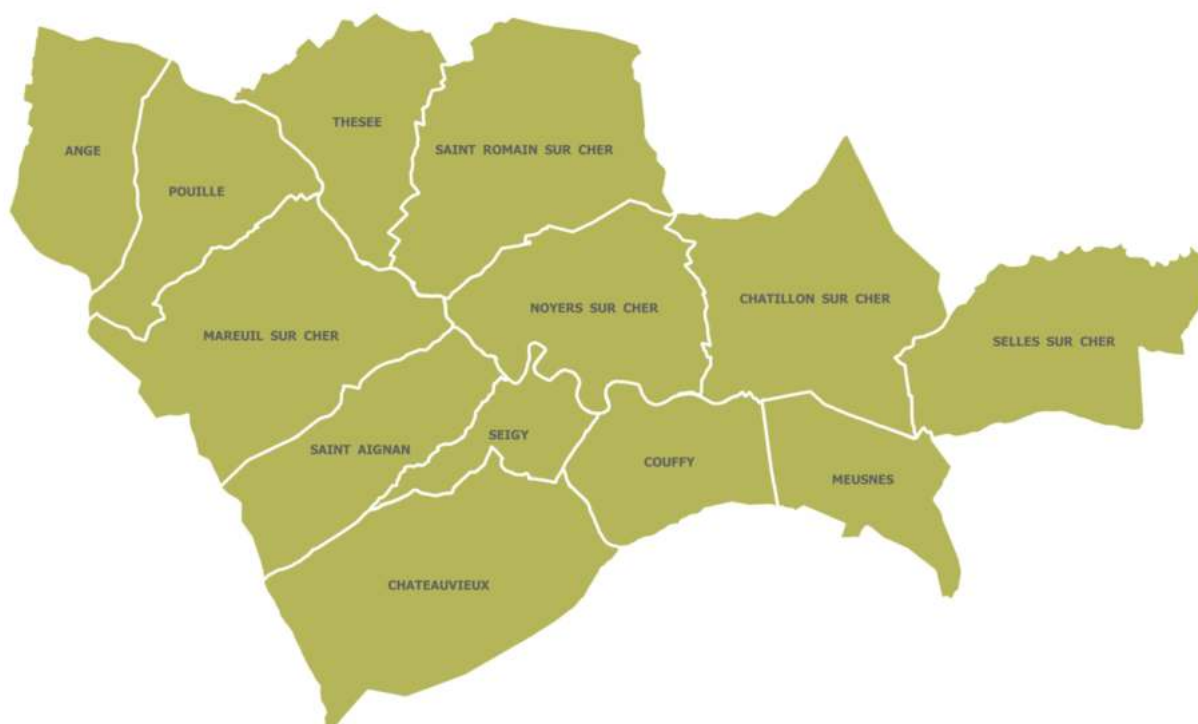 THESEE
ANGE
SAINT ROMAIN SUR CHER
POUILLE
CHATILLON SUR CHER
NOYERS SUR CHER
MAREUIL SUR CHER
SELLES SUR CHER
SEIGY
SAINT AIGNAN
COUFFY
MEUSNES
CHATEAUVIEUX